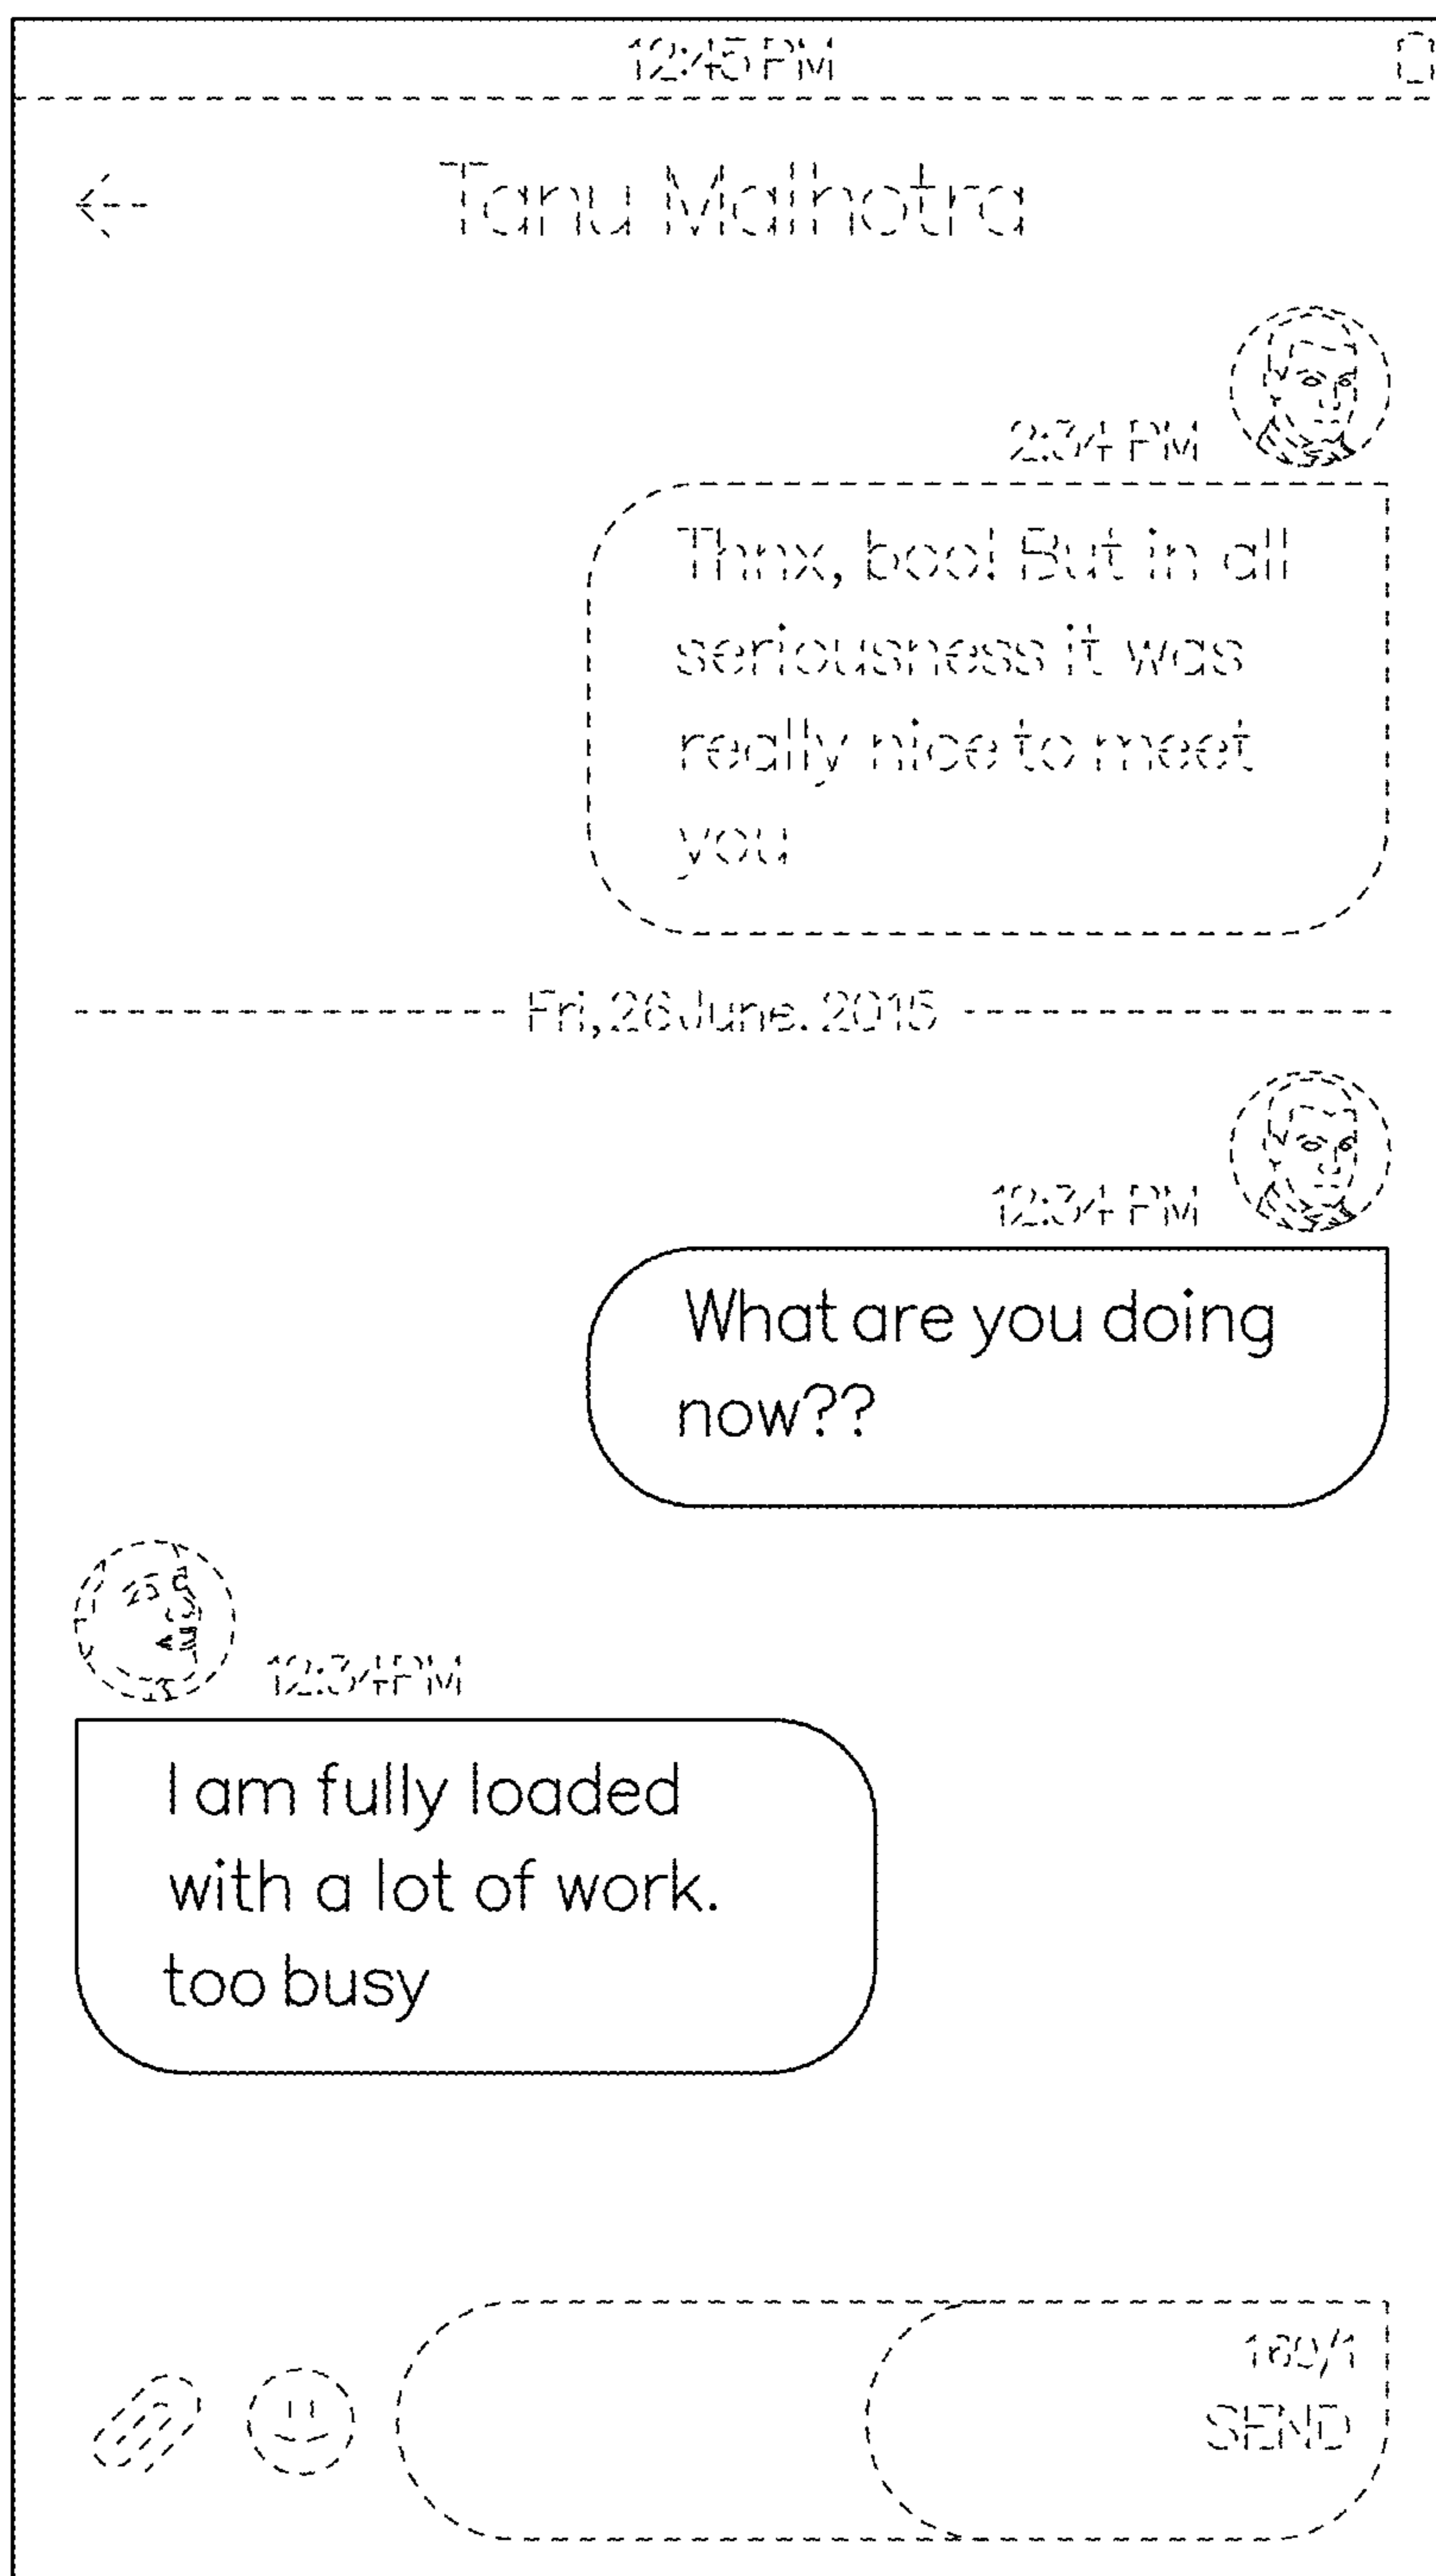 12:45 PM
Tanu Malhotra
2:34 PM
Thnx, boo! But in all
seriousness it was
really nice to meet
you
Fri, 26 June. 2015
12:34 PM
What are you doing
now??
12:34 PM
I am fully loaded
with a lot of work.
too busy
160/1
SEND